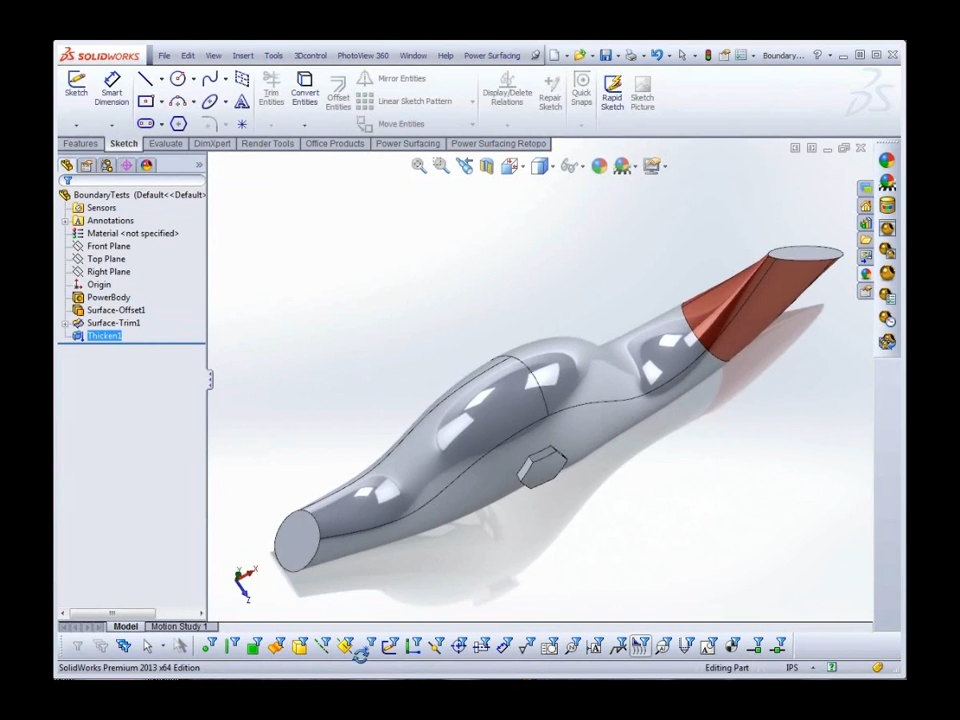 SOLIDWORKS File Edit View Insert Tools 3Dcontrol PhotoView 360 Window Help Power Surfacing Boundary... ?
Sketch Smart Dimension Trim Entities Convert Entities Offset Entities Mirror Entities Linear Sketch Pattern Move Entities Display/Delete Relations Repair Sketch Quick Snaps Rapid Sketch Sketch Picture
Features Sketch Evaluate DimXpert Render Tools Office Products Power Surfacing Power Surfacing Retopo
BoundaryTests (Default<<Default>
Sensors
Annotations
Material <not specified>
Front Plane
Top Plane
Right Plane
Origin
PowerBody
Surface-Offset1
Surface-Trim1
Thicken1
X
Y
Z
Model Motion Study 1
SolidWorks Premium 2013 x64 Edition Editing Part IPS ?